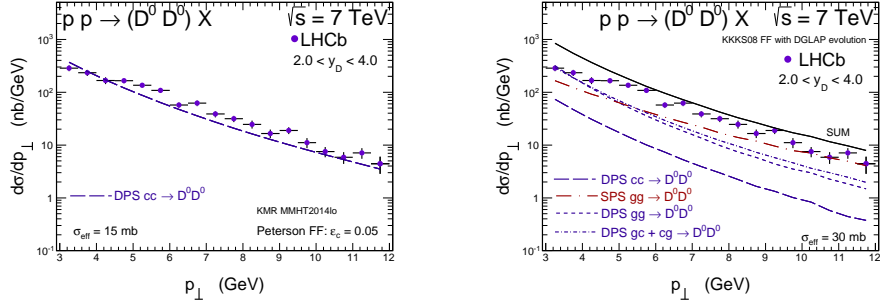 p p → (D⁰ D⁰) X √s = 7 TeV
LHCb
2.0 < y_D < 4.0
dσ/dp_⊥ (nb/GeV)
10³
10²
10
1
10⁻¹
DPS cc → D⁰D⁰
KMR MMHT2014lo
σ_eff = 15 mb
Peterson FF: ε_c = 0.05
3 4 5 6 7 8 9 10 11 12
p_⊥ (GeV)
p p → (D⁰ D⁰) X √s = 7 TeV
KKKS08 FF with DGLAP evolution
LHCb
2.0 < y_D < 4.0
dσ/dp_⊥ (nb/GeV)
10³
10²
10
1
10⁻¹
SUM
DPS cc → D⁰D⁰
SPS gg → D⁰D⁰
DPS gg → D⁰D⁰
DPS gc + cg → D⁰D⁰
σ_eff = 30 mb
3 4 5 6 7 8 9 10 11 12
p_⊥ (GeV)